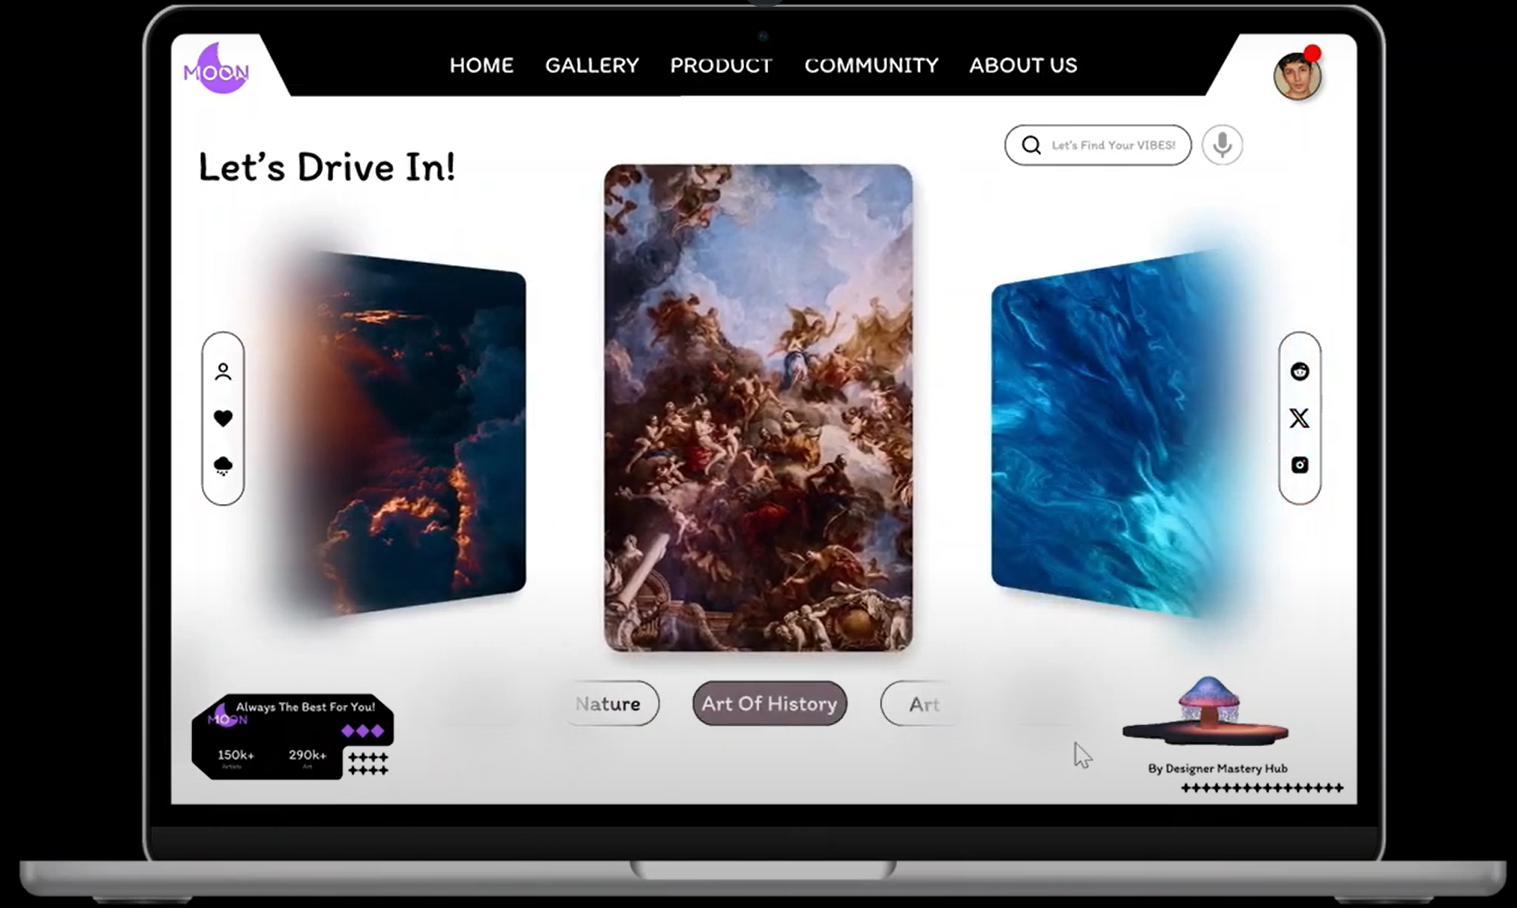 MOON
HOME GALLERY PRODUCT COMMUNITY ABOUT US
Let's Find Your VIBES!
Let's Drive In!
Nature
Art Of History
Art
Always The Best For You!
MOON
150k+ 290k+
Artists Art
By Designer Mastery Hub